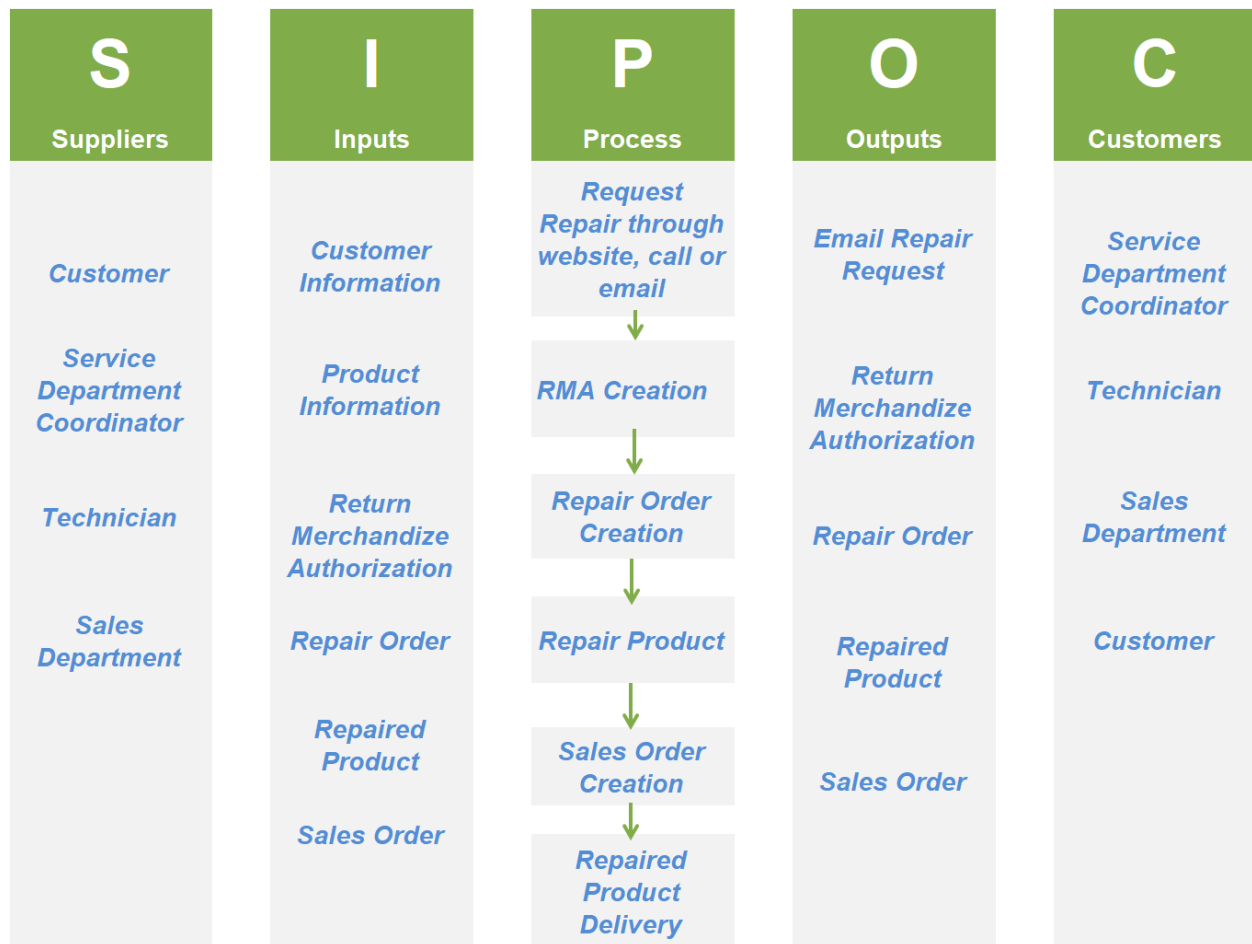 S
Suppliers
Customer
Service
Department
Coordinator
Technician
Sales
Department
I
Inputs
Customer
Information
Product
Information
Return
Merchandize
Authorization
Repair Order
Repaired
Product
Sales Order
P
Process
Request
Repair through
website, call or
email
RMA Creation
Repair Order
Creation
Repair Product
Sales Order
Creation
Repaired
Product
Delivery
O
Outputs
Email Repair
Request
Return
Merchandize
Authorization
Repair Order
Repaired
Product
Sales Order
C
Customers
Service
Department
Coordinator
Technician
Sales
Department
Customer